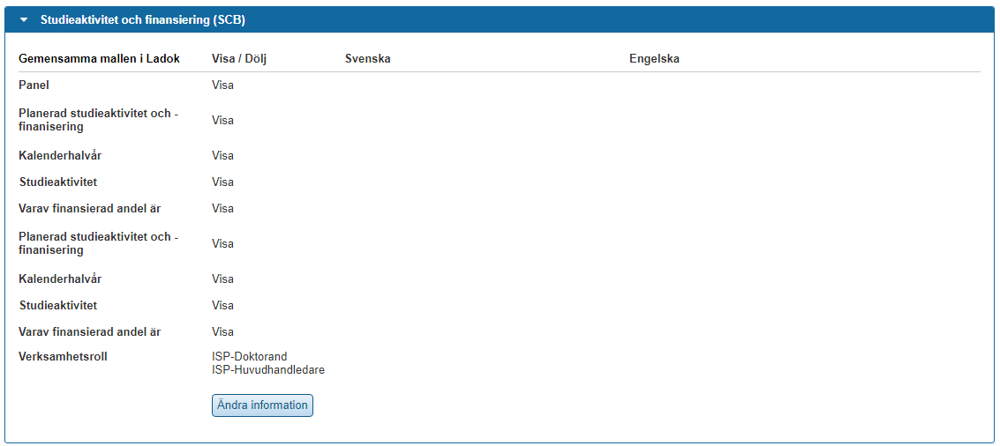 Studieaktivitet och finansiering (SCB)
Gemensamma mallen i Ladok Visa / Dölj Svenska Engelska
Panel Visa
Planerad studieaktivitet och -
finanisering Visa
Kalenderhalvår Visa
Studieaktivitet Visa
Varav finansierad andel är Visa
Planerad studieaktivitet och -
finanisering Visa
Kalenderhalvår Visa
Studieaktivitet Visa
Varav finansierad andel är Visa
Verksamhetsroll ISP-Doktorand
ISP-Huvudhandledare
Ändra information